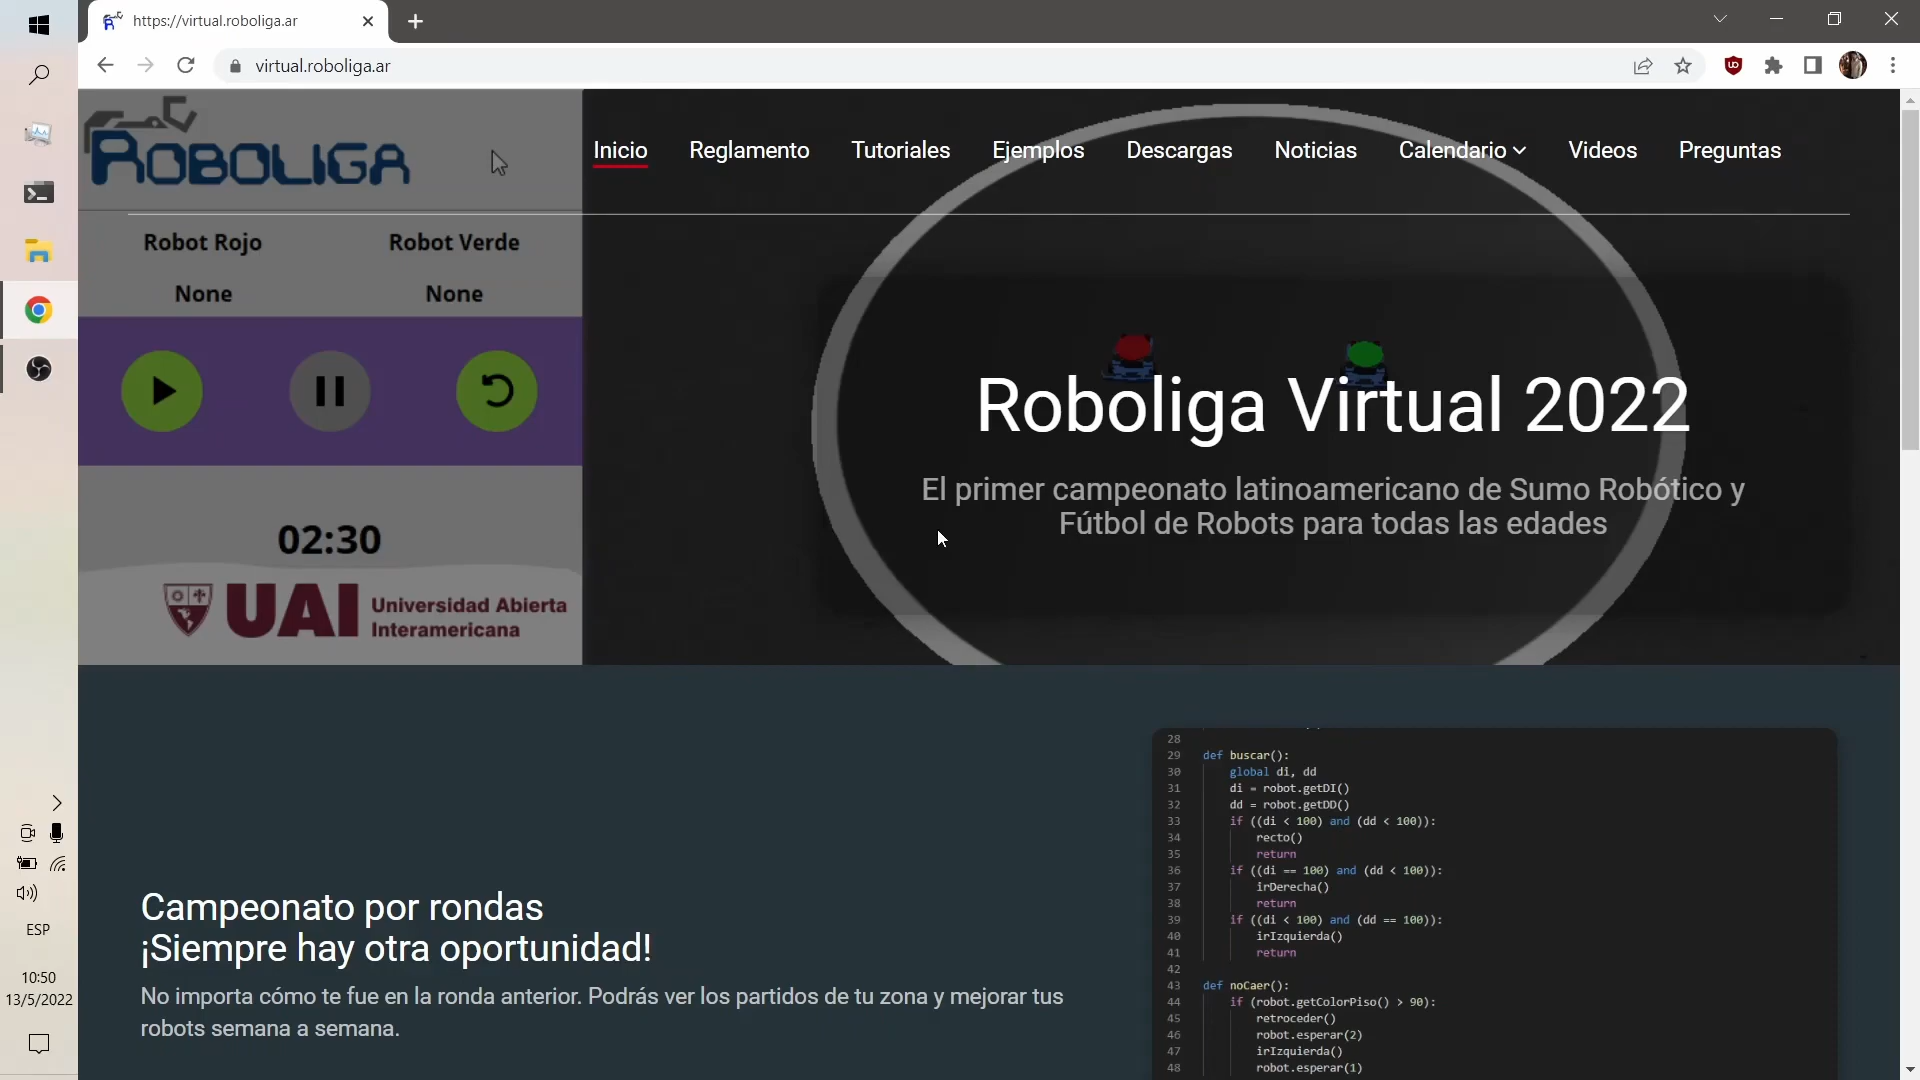 https://virtual.roboliga.ar
virtual.roboliga.ar
ROBOLIGA
Inicio
Reglamento
Tutoriales
Ejemplos
Descargas
Noticias
Calendario
Videos
Preguntas
Robot Rojo
Robot Verde
None
None
02:30
UAI
Universidad Abierta
Interamericana
Roboliga Virtual 2022
El primer campeonato latinoamericano de Sumo Robótico y
Fútbol de Robots para todas las edades
Campeonato por rondas
¡Siempre hay otra oportunidad!
No importa cómo te fue en la ronda anterior. Podrás ver los partidos de tu zona y mejorar tus
robots semana a semana.
28
29 def buscar():
30 global di, dd
31 di = robot.getDI()
32 dd = robot.getDD()
33 if ((di < 100) and (dd < 100)):
34 recto()
35 return
36 if ((di == 100) and (dd < 100)):
37 irDerecha()
38 return
39 if ((di < 100) and (dd == 100)):
40 irIzquierda()
41 return
42
43 def noCaer():
44 if (robot.getColorPiso() > 90):
45 retroceder()
46 robot.esperar(2)
47 irIzquierda()
48 robot.esperar(1)
ESP
10:50
13/5/2022